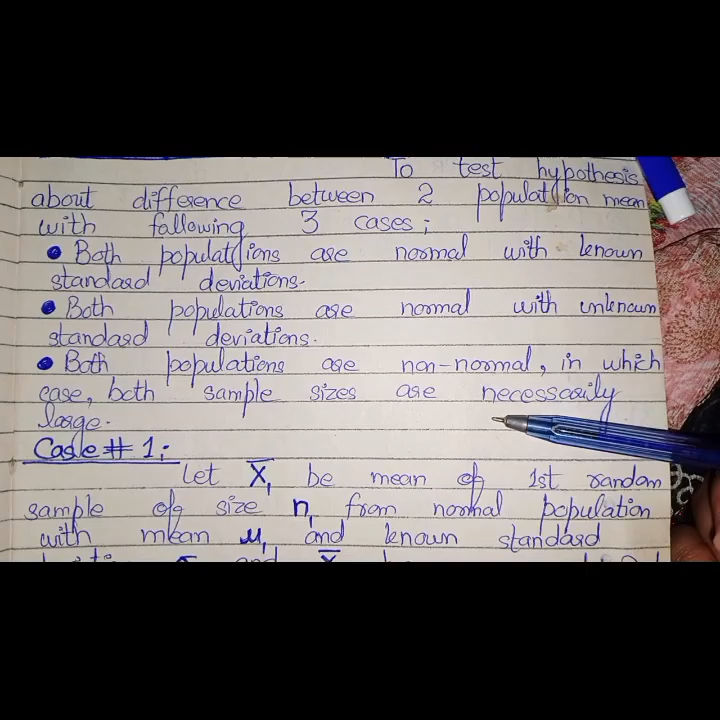 To test hypothesis
about difference between 2 population mean
with following 3 cases;
• Both populations are normal with known
standard deviations.
• Both populations are normal with unknown
standard deviations.
• Both populations are non-normal, in which
case, both sample sizes are necessarily
large.
Case # 1:
Let X̄₁ be mean of 1st random
sample of size n₁ from normal population
with mean μ₁ and known standard
and X̄